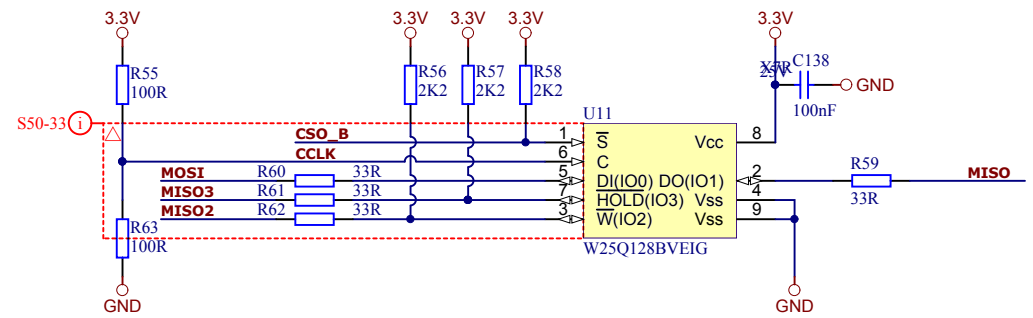 3.3V
3.3V
3.3V
3.3V
3.3V
R55
100R
R56
2K2
R57
2K2
R58
2K2
X7R
25V
C138
100nF
GND
S50-33
i
U11
CSO_B
1
S
Vcc
8
CCLK
6
C
MOSI
R60
33R
5
DI(IO0)
DO(IO1)
2
R59
33R
MISO
MISO3
R61
33R
7
HOLD(IO3)
Vss
4
MISO2
R62
33R
3
W(IO2)
Vss
9
R63
100R
W25Q128BVEIG
GND
GND